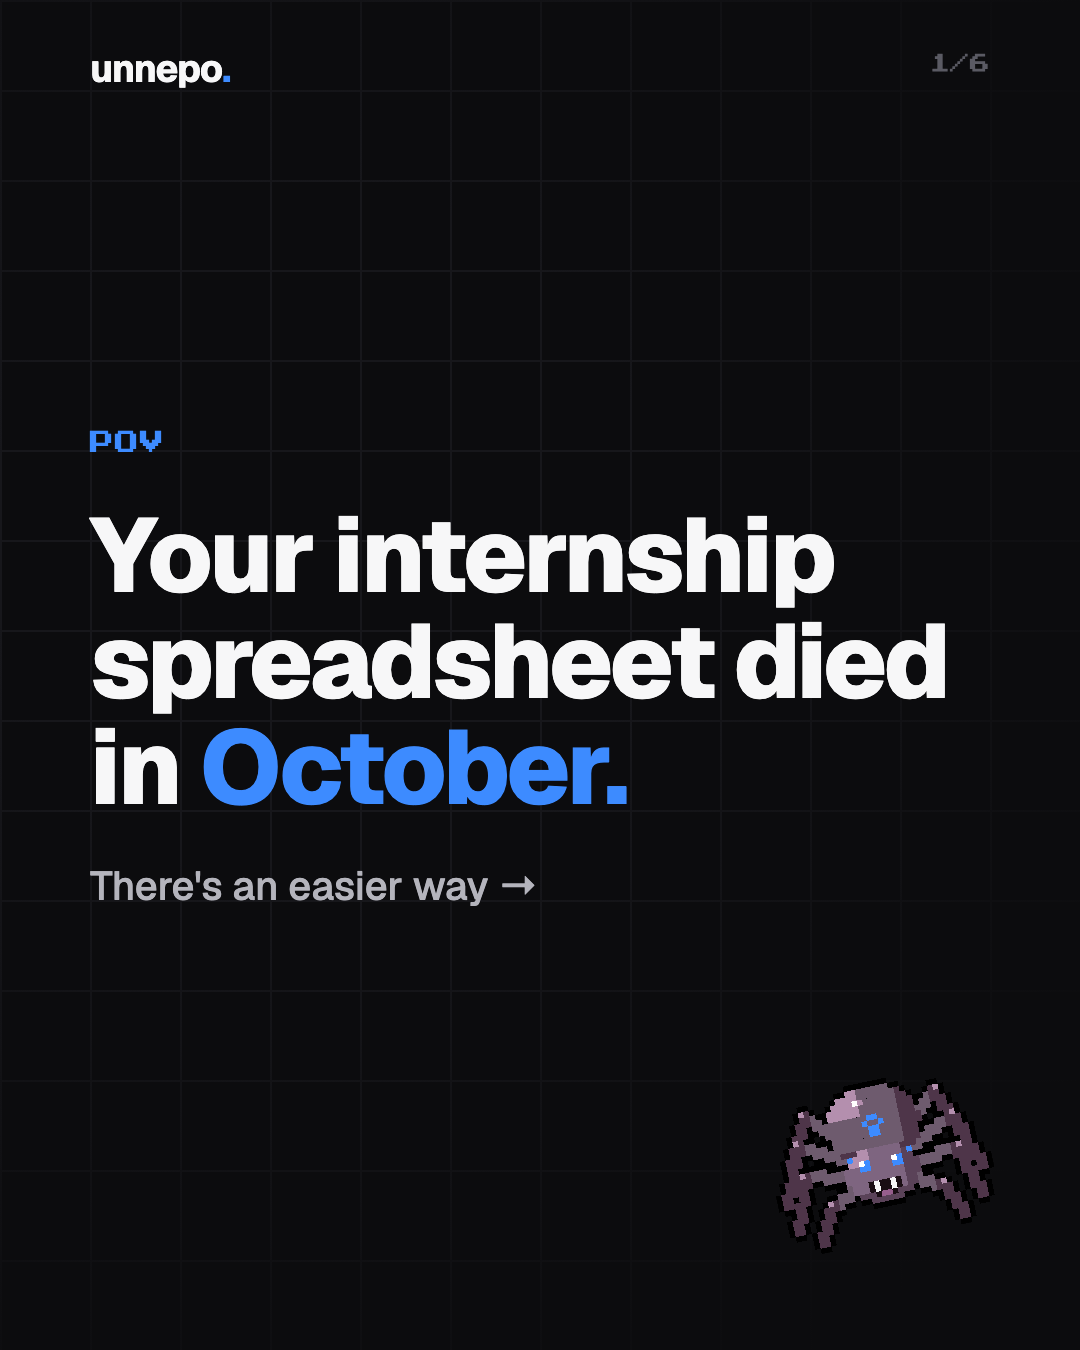 unnepo.
1/6
POV
Your internship
spreadsheet died
in October.
There's an easier way →